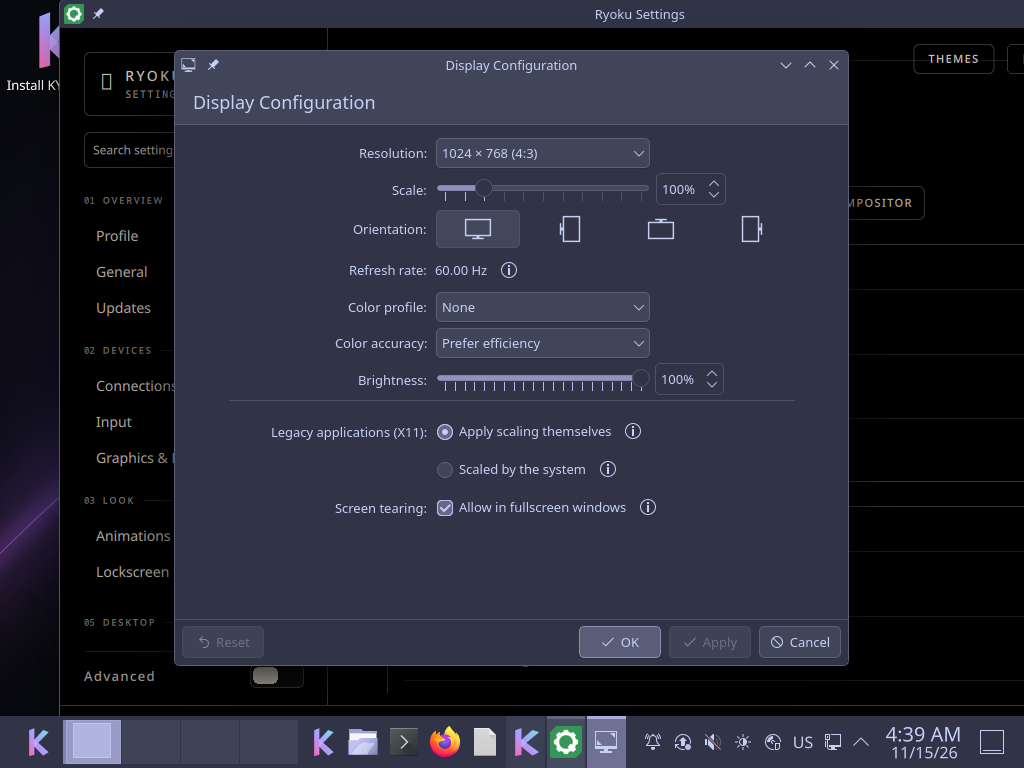 Ryoku Settings
Install KY
THEMES
RYOKU
SETTING
Search setting
01 OVERVIEW
Profile
General
Updates
02 DEVICES
Connections
Input
Graphics &
03 LOOK
Animations
Lockscreen
05 DESKTOP
Advanced
MPOSITOR
Display Configuration
Display Configuration
Resolution: 1024 × 768 (4:3)
Scale: 100%
Orientation:
Refresh rate: 60.00 Hz
Color profile: None
Color accuracy: Prefer efficiency
Brightness: 100%
Legacy applications (X11): Apply scaling themselves
Scaled by the system
Screen tearing: Allow in fullscreen windows
Reset OK Apply Cancel
US
4:39 AM
11/15/26